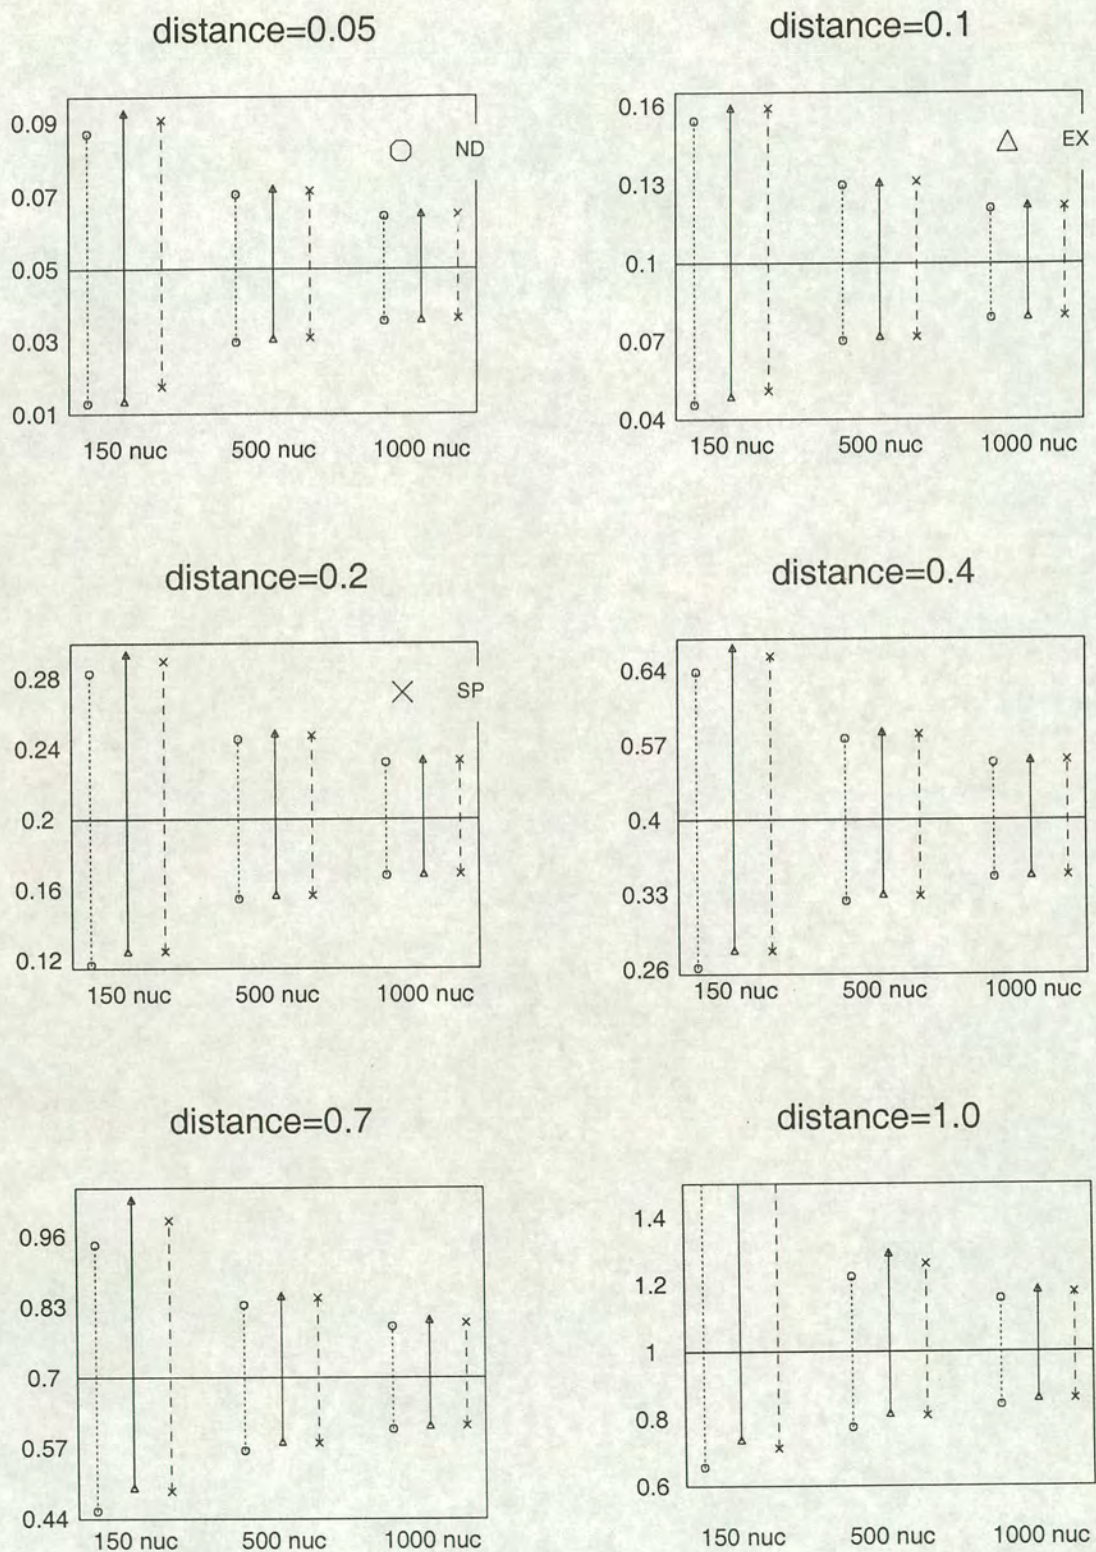 distance=0.05
0.09
0.07
0.05
0.03
0.01
ND
150 nuc 500 nuc 1000 nuc
distance=0.1
0.16
0.13
0.1
0.07
0.04
EX
150 nuc 500 nuc 1000 nuc
distance=0.2
0.28
0.24
0.2
0.16
0.12
SP
150 nuc 500 nuc 1000 nuc
distance=0.4
0.64
0.57
0.4
0.33
0.26
150 nuc 500 nuc 1000 nuc
distance=0.7
0.96
0.83
0.7
0.57
0.44
150 nuc 500 nuc 1000 nuc
distance=1.0
1.4
1.2
1
0.8
0.6
150 nuc 500 nuc 1000 nuc